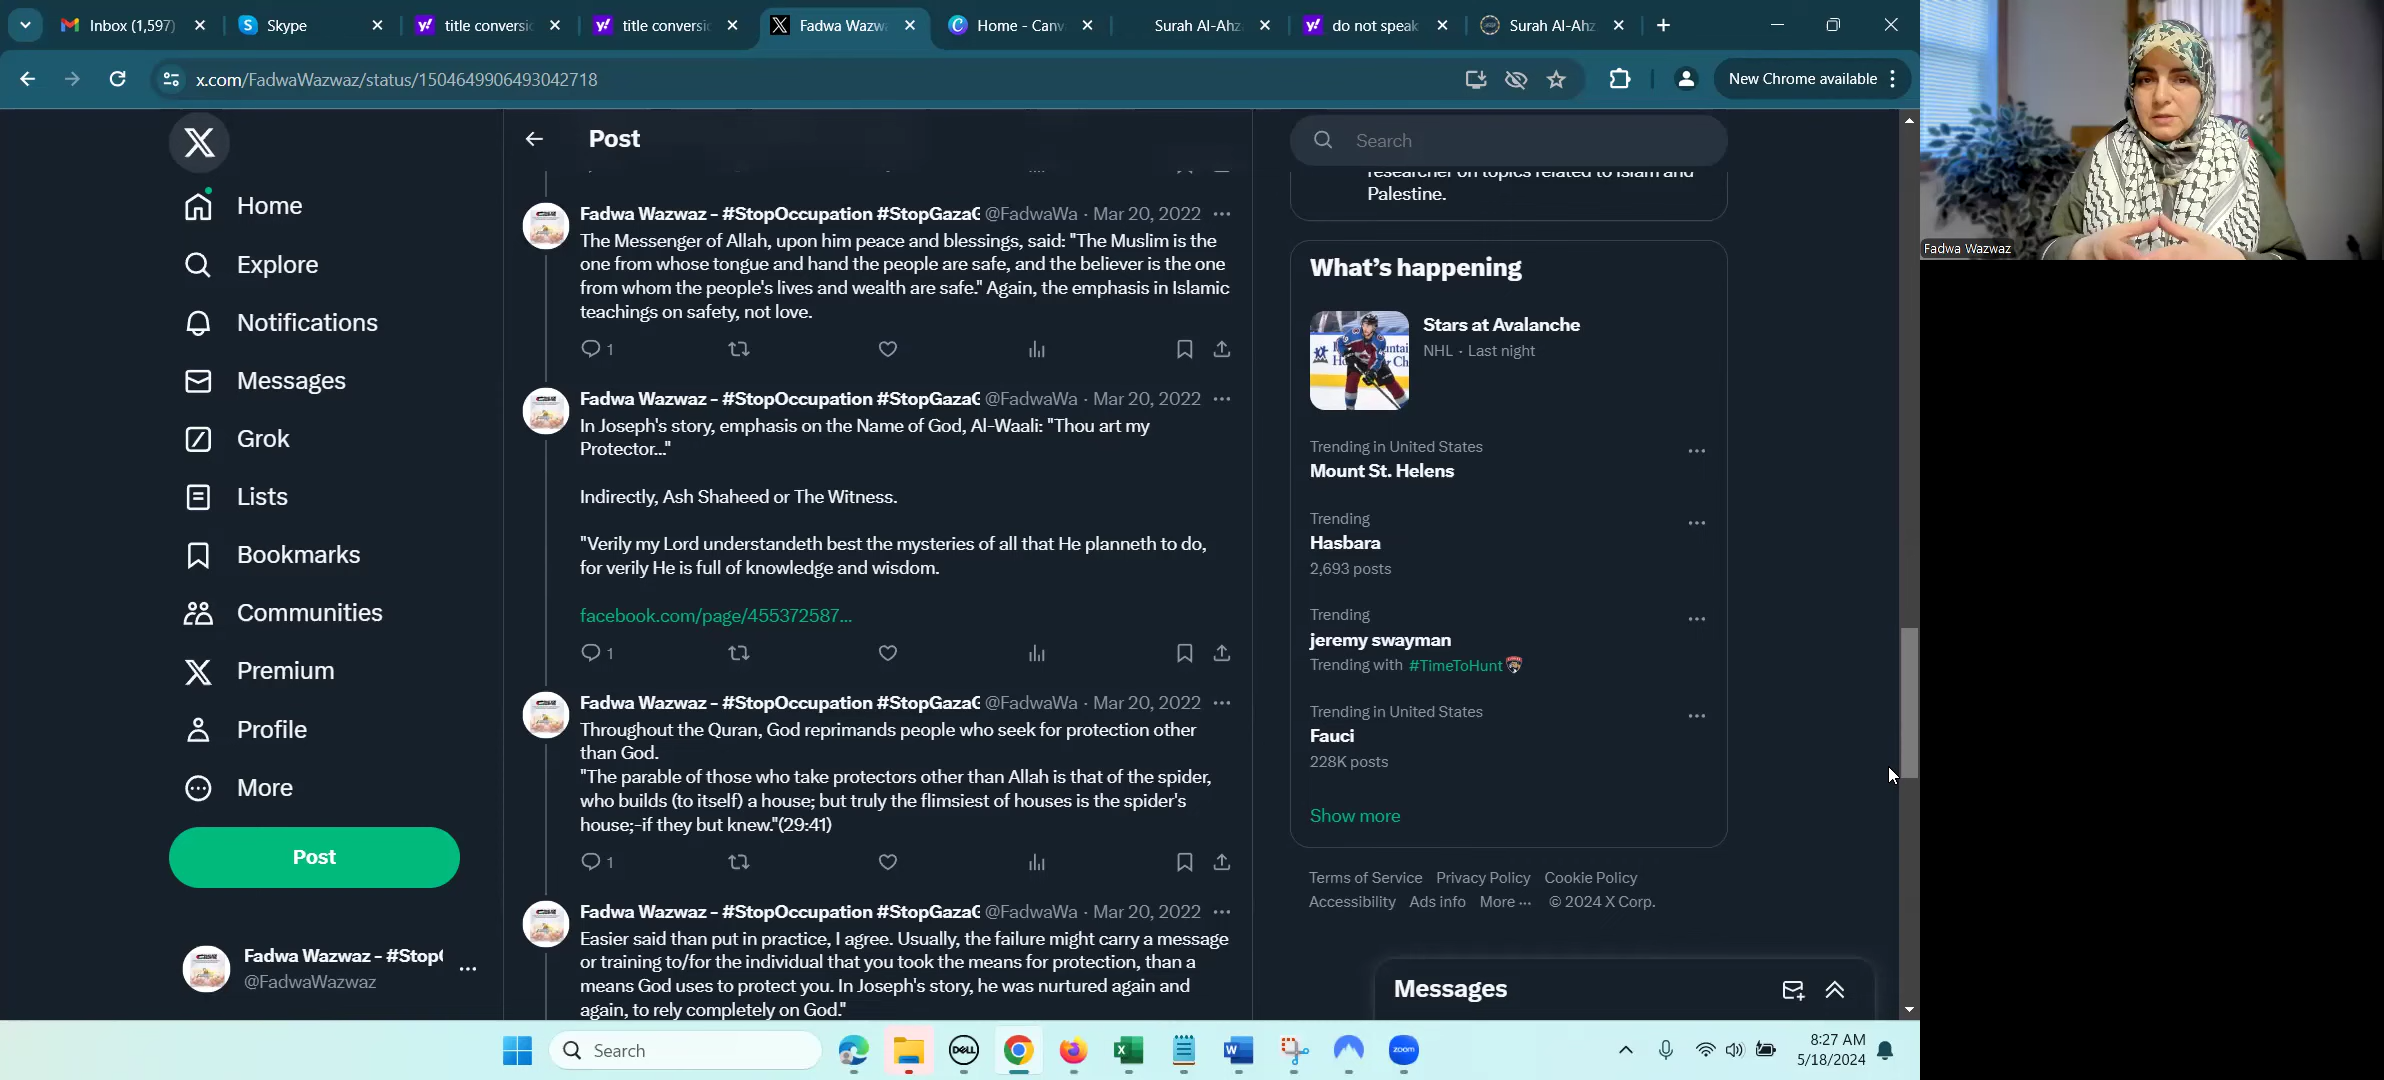 Inbox (1,597)
Skype
title conversi
title conversi
Fadwa Wazw
Home - Canv
Surah Al-Ahz
do not speak
Surah Al-Ahz
x.com/FadwaWazwaz/status/1504649906493042718
New Chrome available
Home
Explore
Notifications
Messages
Grok
Lists
Bookmarks
Communities
Premium
Profile
More
Post
Fadwa Wazwaz - #Stop
@FadwaWazwaz
Post
Fadwa Wazwaz - #StopOccupation #StopGaza @FadwaWa · Mar 20, 2022
The Messenger of Allah, upon him peace and blessings, said: "The Muslim is the
one from whose tongue and hand the people are safe, and the believer is the one
from whom the people's lives and wealth are safe." Again, the emphasis in Islamic
teachings on safety, not love.
1
Fadwa Wazwaz - #StopOccupation #StopGaza @FadwaWa · Mar 20, 2022
In Joseph's story, emphasis on the Name of God, Al-Waali: "Thou art my
Protector..."
Indirectly, Ash Shaheed or The Witness.
"Verily my Lord understandeth best the mysteries of all that He planneth to do,
for verily He is full of knowledge and wisdom.
facebook.com/page/455372587...
1
Fadwa Wazwaz - #StopOccupation #StopGaza @FadwaWa · Mar 20, 2022
Throughout the Quran, God reprimands people who seek for protection other
than God.
"The parable of those who take protectors other than Allah is that of the spider,
who builds (to itself) a house; but truly the flimsiest of houses is the spider's
house;-if they but knew."(29:41)
1
Fadwa Wazwaz - #StopOccupation #StopGaza @FadwaWa · Mar 20, 2022
Easier said than put in practice, I agree. Usually, the failure might carry a message
or training to/for the individual that you took the means for protection, than a
means God uses to protect you. In Joseph's story, he was nurtured again and
again, to rely completely on God."
Search
researcher on topics related to Islam and
Palestine.
What's happening
Stars at Avalanche
NHL · Last night
Trending in United States
Mount St. Helens
Trending
Hasbara
2,693 posts
Trending
jeremy swayman
Trending with #TimeToHunt
Trending in United States
Fauci
228K posts
Show more
Terms of Service Privacy Policy Cookie Policy
Accessibility Ads info More ··· © 2024 X Corp.
Messages
Fadwa Wazwaz
Search
DELL
zoom
8:27 AM
5/18/2024